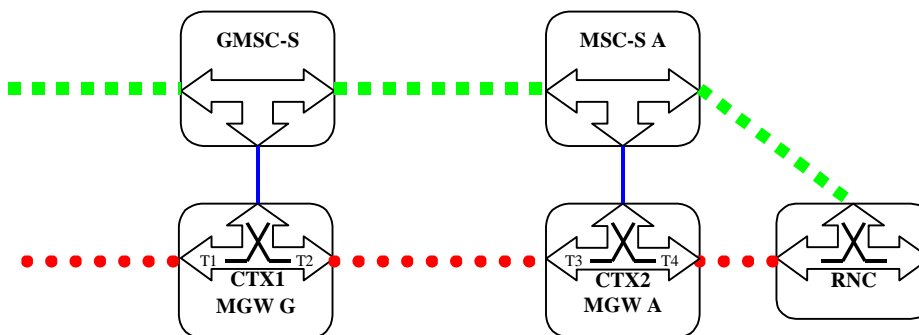 GMSC-S
MSC-S A
T1
T2
CTX1
MGW G
T3
T4
CTX2
MGW A
RNC